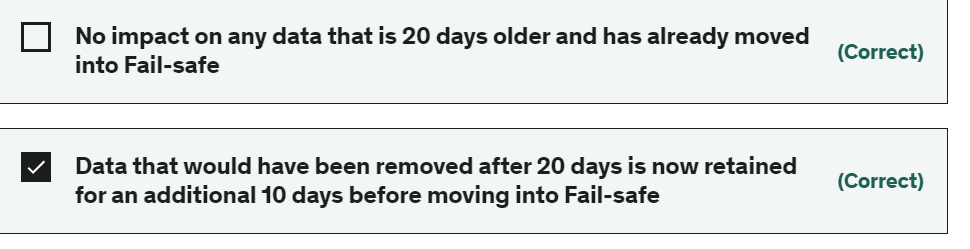 No impact on any data that is 20 days older and has already moved
into Fail-safe
(Correct)
Data that would have been removed after 20 days is now retained
for an additional 10 days before moving into Fail-safe
(Correct)